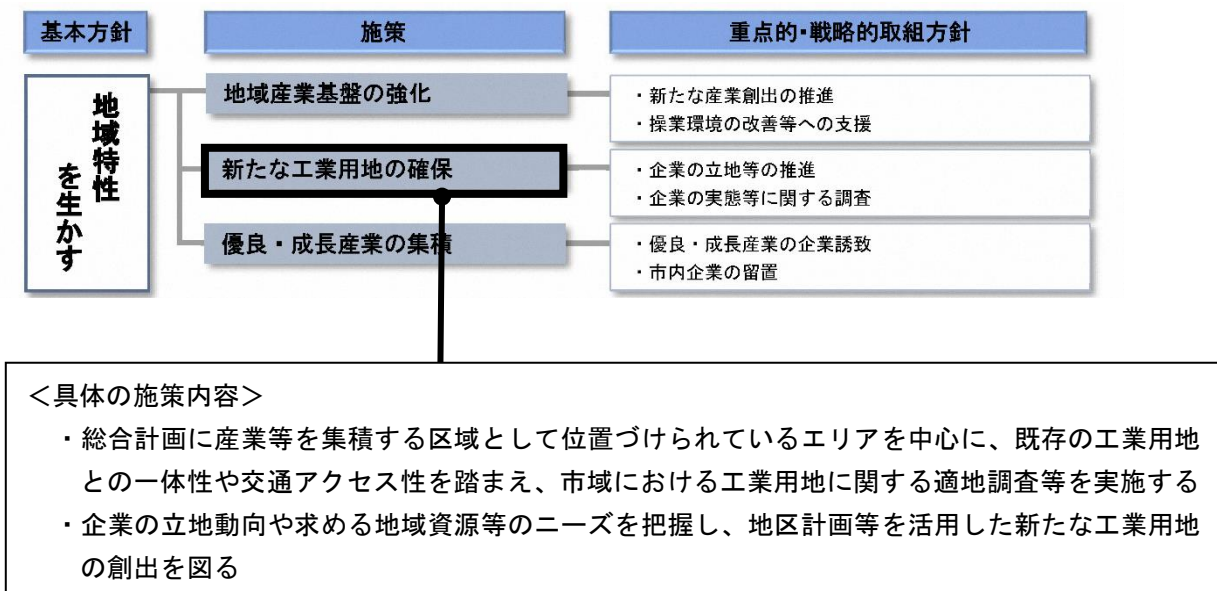 基本方針
施策
重点的・戦略的取組方針
地域特性
を生かす
地域産業基盤の強化
・新たな産業創出の推進
・操業環境の改善等への支援
新たな工業用地の確保
・企業の立地等の推進
・企業の実態等に関する調査
優良・成長産業の集積
・優良・成長産業の企業誘致
・市内企業の留置
＜具体の施策内容＞
・総合計画に産業等を集積する区域として位置づけられているエリアを中心に、既存の工業用地
との一体性や交通アクセス性を踏まえ、市域における工業用地に関する適地調査等を実施する
・企業の立地動向や求める地域資源等のニーズを把握し、地区計画等を活用した新たな工業用地
の創出を図る